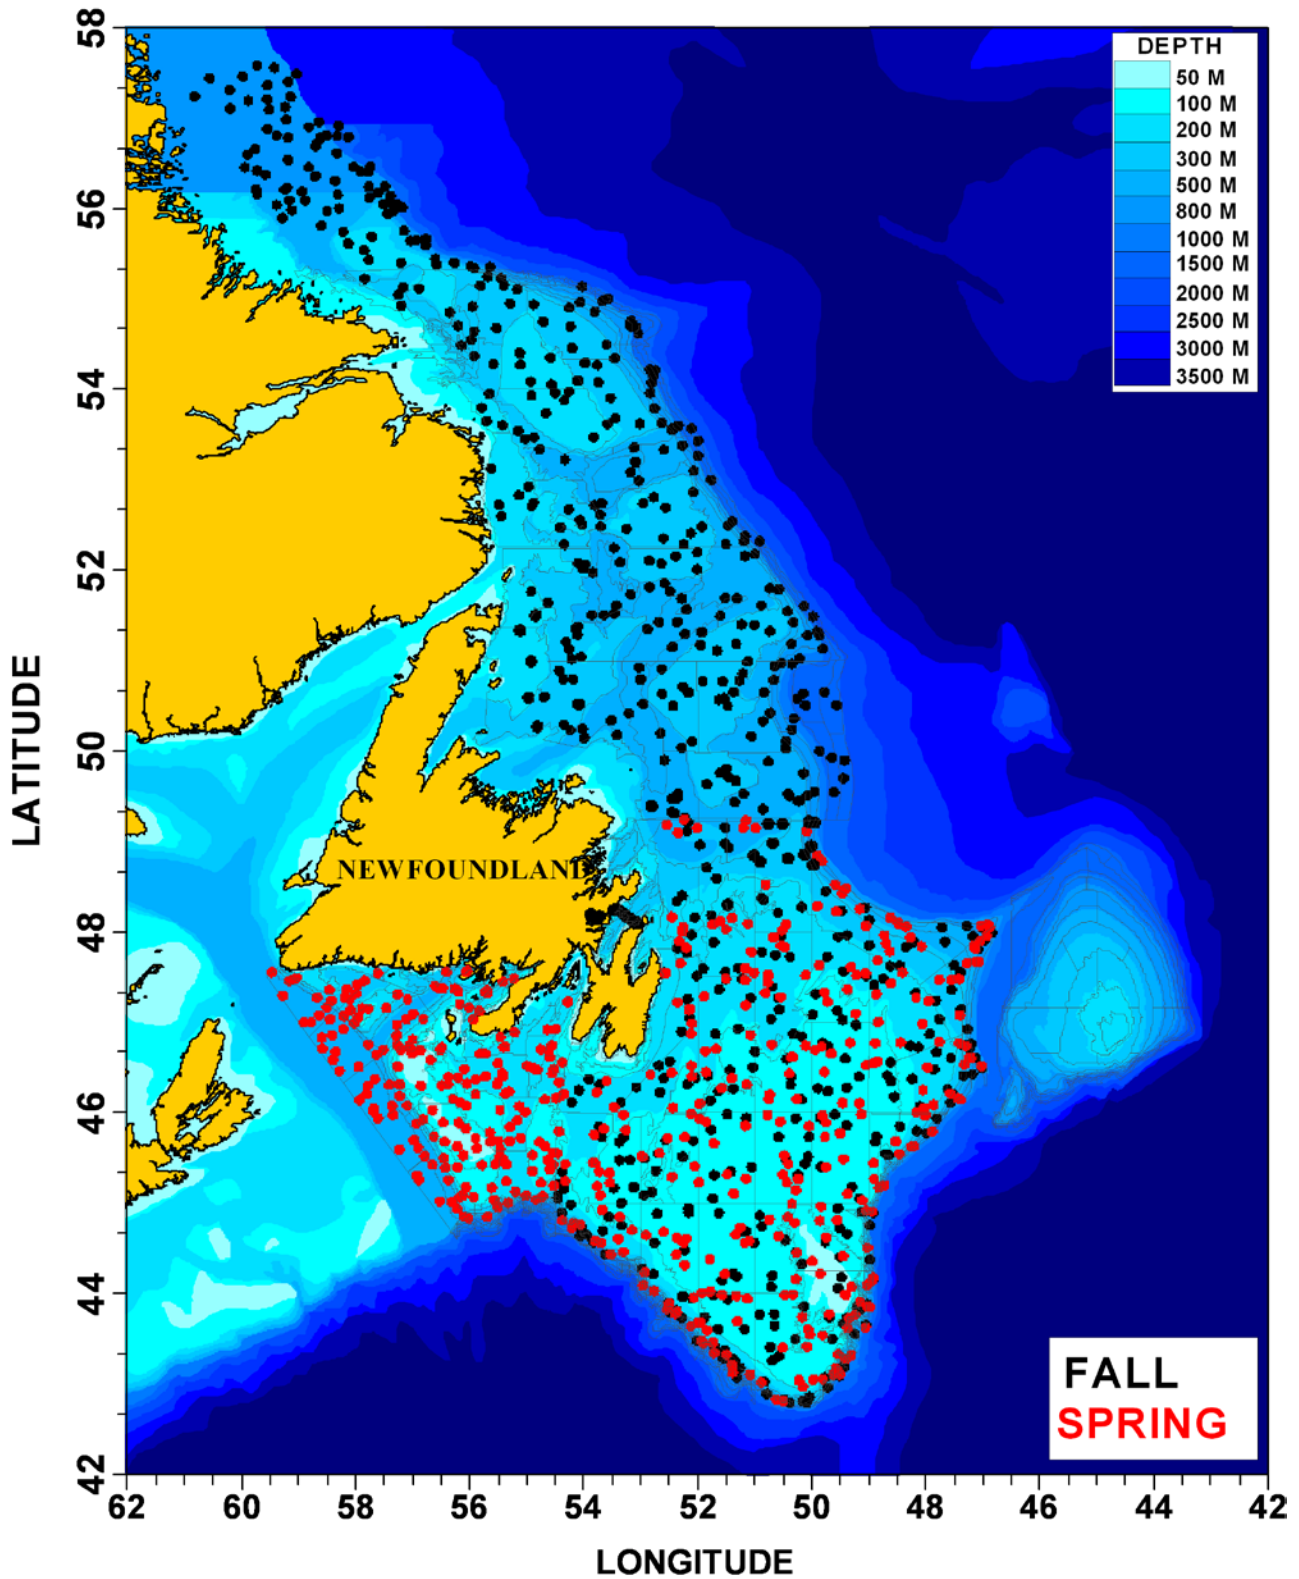 58
56
54
52
50
48
46
44
42
LATITUDE
DEPTH
50 M
100 M
200 M
300 M
500 M
800 M
1000 M
1500 M
2000 M
2500 M
3000 M
3500 M
NEWFOUNDLAND
FALL
SPRING
62 60 58 56 54 52 50 48 46 44 42
LONGITUDE